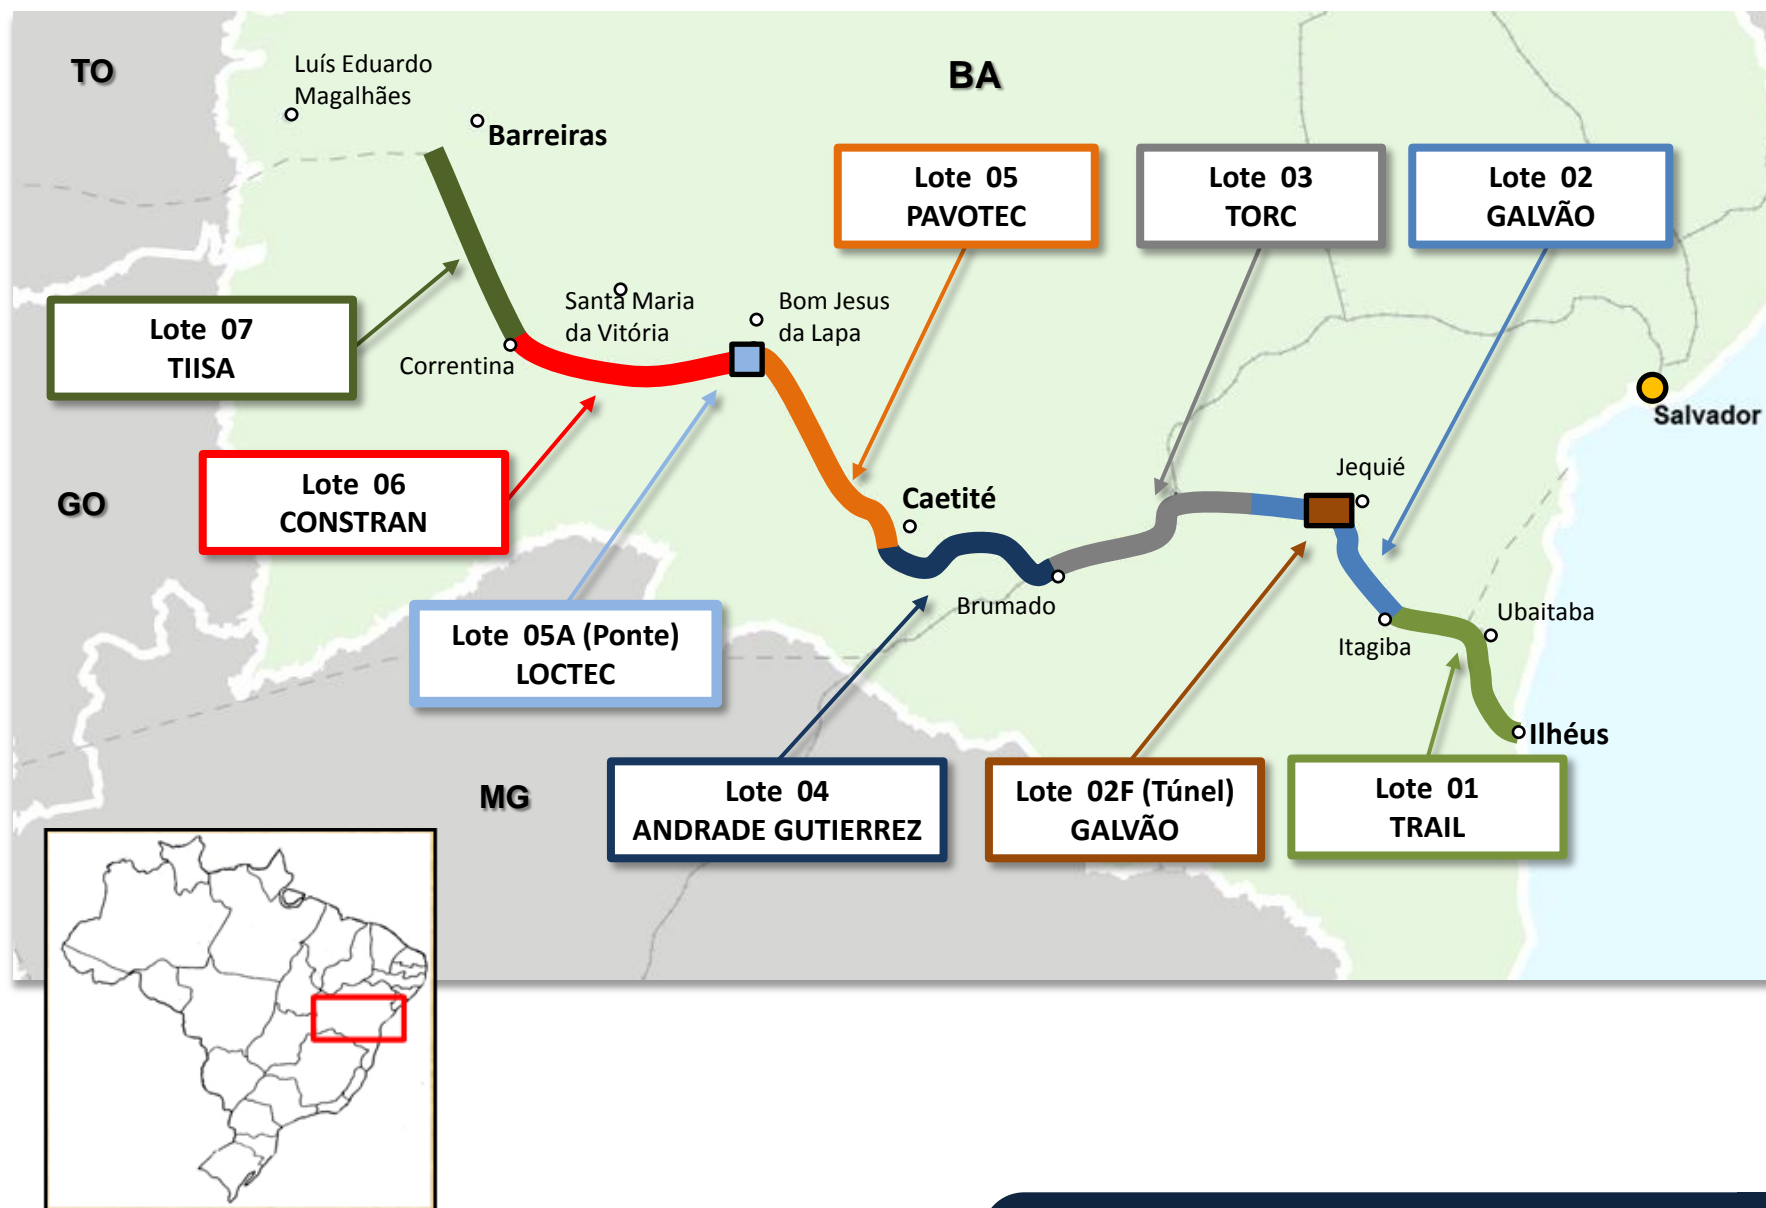 TO
Luís Eduardo
Magalhães
BA
Barreiras
Lote 05
PAVOTEC
Lote 03
TORC
Lote 02
GALVÃO
Santa Maria
da Vitória
Bom Jesus
da Lapa
Lote 07
TIISA
Correntina
Salvador
Jequié
Lote 06
CONSTRAN
GO
Caetité
Brumado
Ubaitaba
Itagiba
Lote 05A (Ponte)
LOCTEC
Ilhéus
MG
Lote 04
ANDRADE GUTIERREZ
Lote 02F (Túnel)
GALVÃO
Lote 01
TRAIL